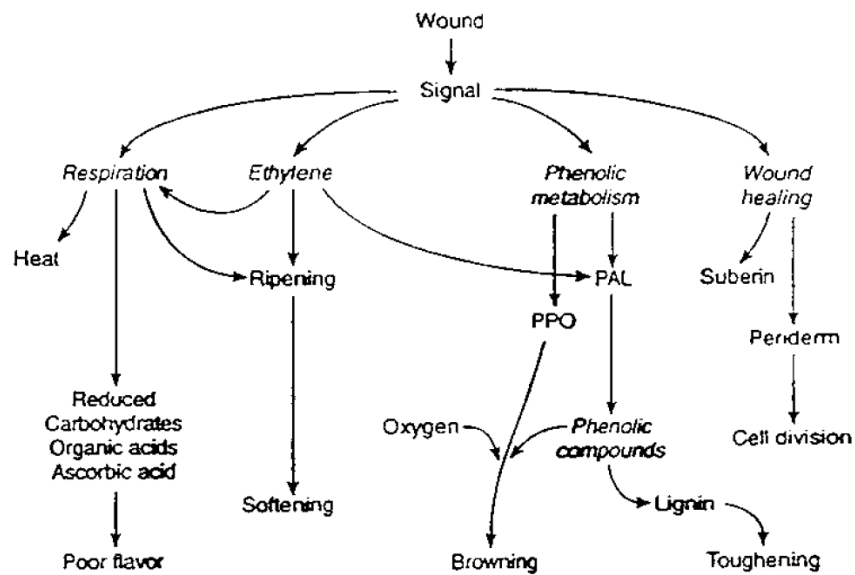 Wound
Signal
Respiration
Ethylene
Phenolic
metabolism
Wound
healing
Heat
Ripening
PAL
Suberin
PPO
Periderm
Reduced
Carbohydrates
Organic acids
Ascorbic acid
Oxygen
Phenolic
compounds
Cell division
Softening
Lignin
Poor flavor
Browning
Toughening